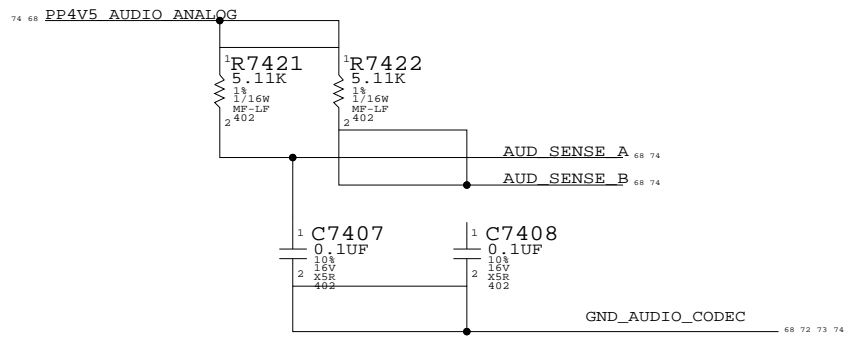 74 68 PP4V5_AUDIO_ANALOG
1 R7421
5.11K
1%
1/16W
MF-LF
2 402
1 R7422
5.11K
1%
1/16W
MF-LF
2 402
AUD_SENSE_A 68 74
AUD_SENSE_B 68 74
1 C7407
0.1UF
10%
16V
2 X5R
402
1 C7408
0.1UF
10%
16V
2 X5R
402
GND_AUDIO_CODEC 68 72 73 74